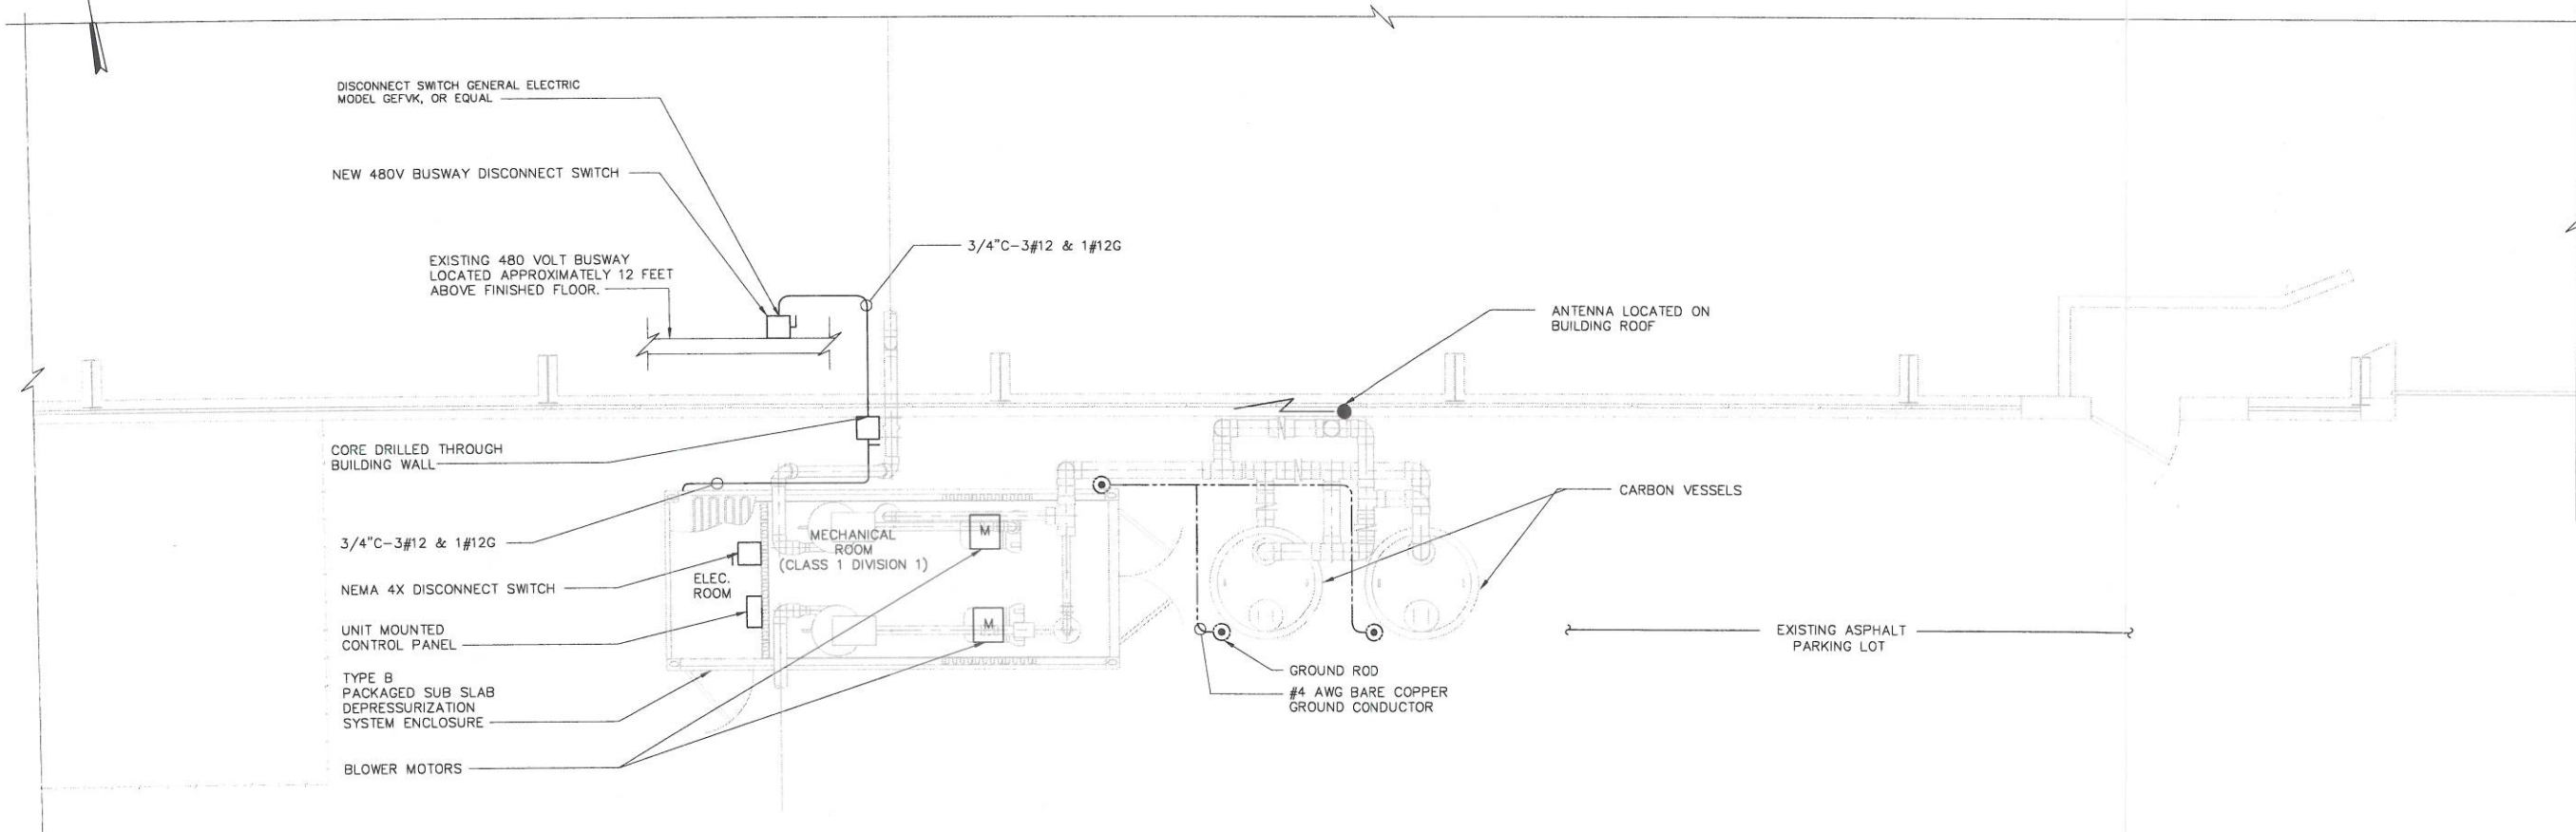 DISCONNECT SWITCH GENERAL ELECTRIC
MODEL GEFVK, OR EQUAL
NEW 480V BUSWAY DISCONNECT SWITCH
EXISTING 480 VOLT BUSWAY
LOCATED APPROXIMATELY 12 FEET
ABOVE FINISHED FLOOR.
3/4"C-3#12 & 1#12G
ANTENNA LOCATED ON
BUILDING ROOF
CORE DRILLED THROUGH
BUILDING WALL
CARBON VESSELS
3/4"C-3#12 & 1#12G
MECHANICAL
ROOM
(CLASS 1 DIVISION 1)
M
NEMA 4X DISCONNECT SWITCH
ELEC.
ROOM
UNIT MOUNTED
CONTROL PANEL
M
EXISTING ASPHALT
PARKING LOT
TYPE B
PACKAGED SUB SLAB
DEPRESSURIZATION
SYSTEM ENCLOSURE
GROUND ROD
#4 AWG BARE COPPER
GROUND CONDUCTOR
BLOWER MOTORS